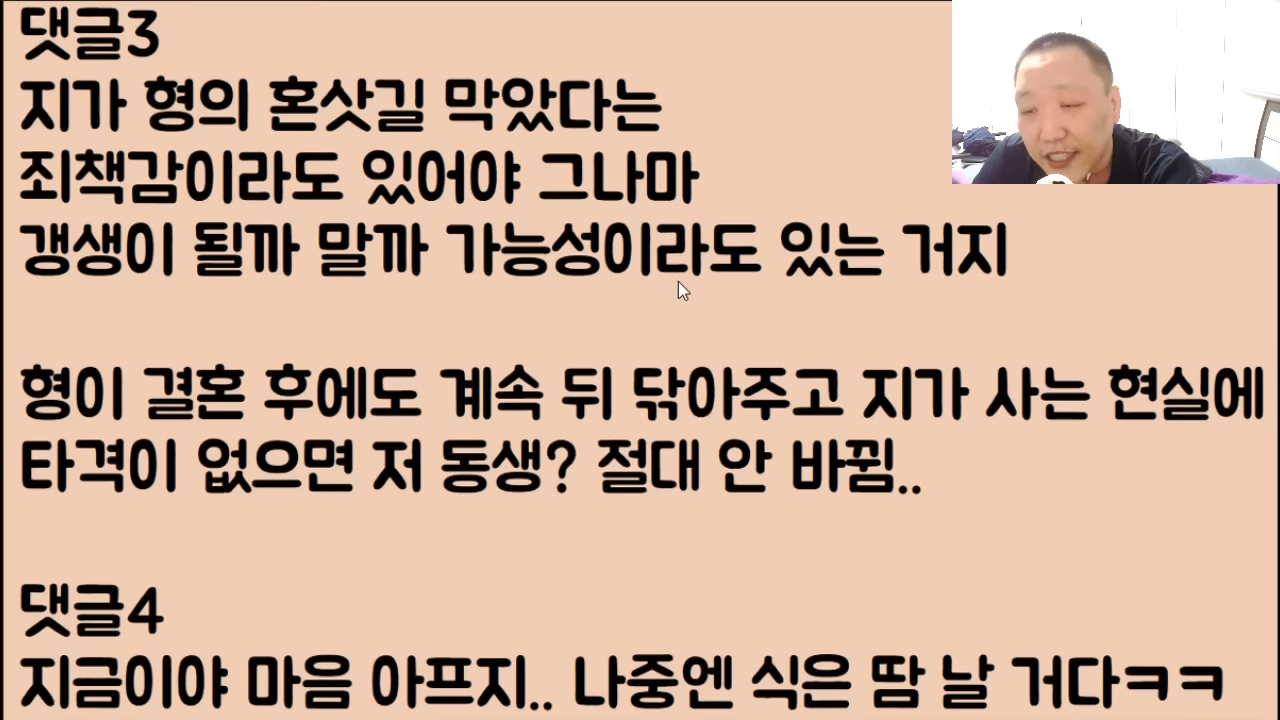 댓글3
지가 형의 혼삿길 막았다는
죄책감이라도 있어야 그나마
갱생이 될까 말까 가능성이라도 있는 거지
형이 결혼 후에도 계속 뒤 닦아주고 지가 사는 현실에
타격이 없으면 저 동생? 절대 안 바뀜..
댓글4
지금이야 마음 아프지.. 나중엔 식은 땀 날 거다ㅋㅋ